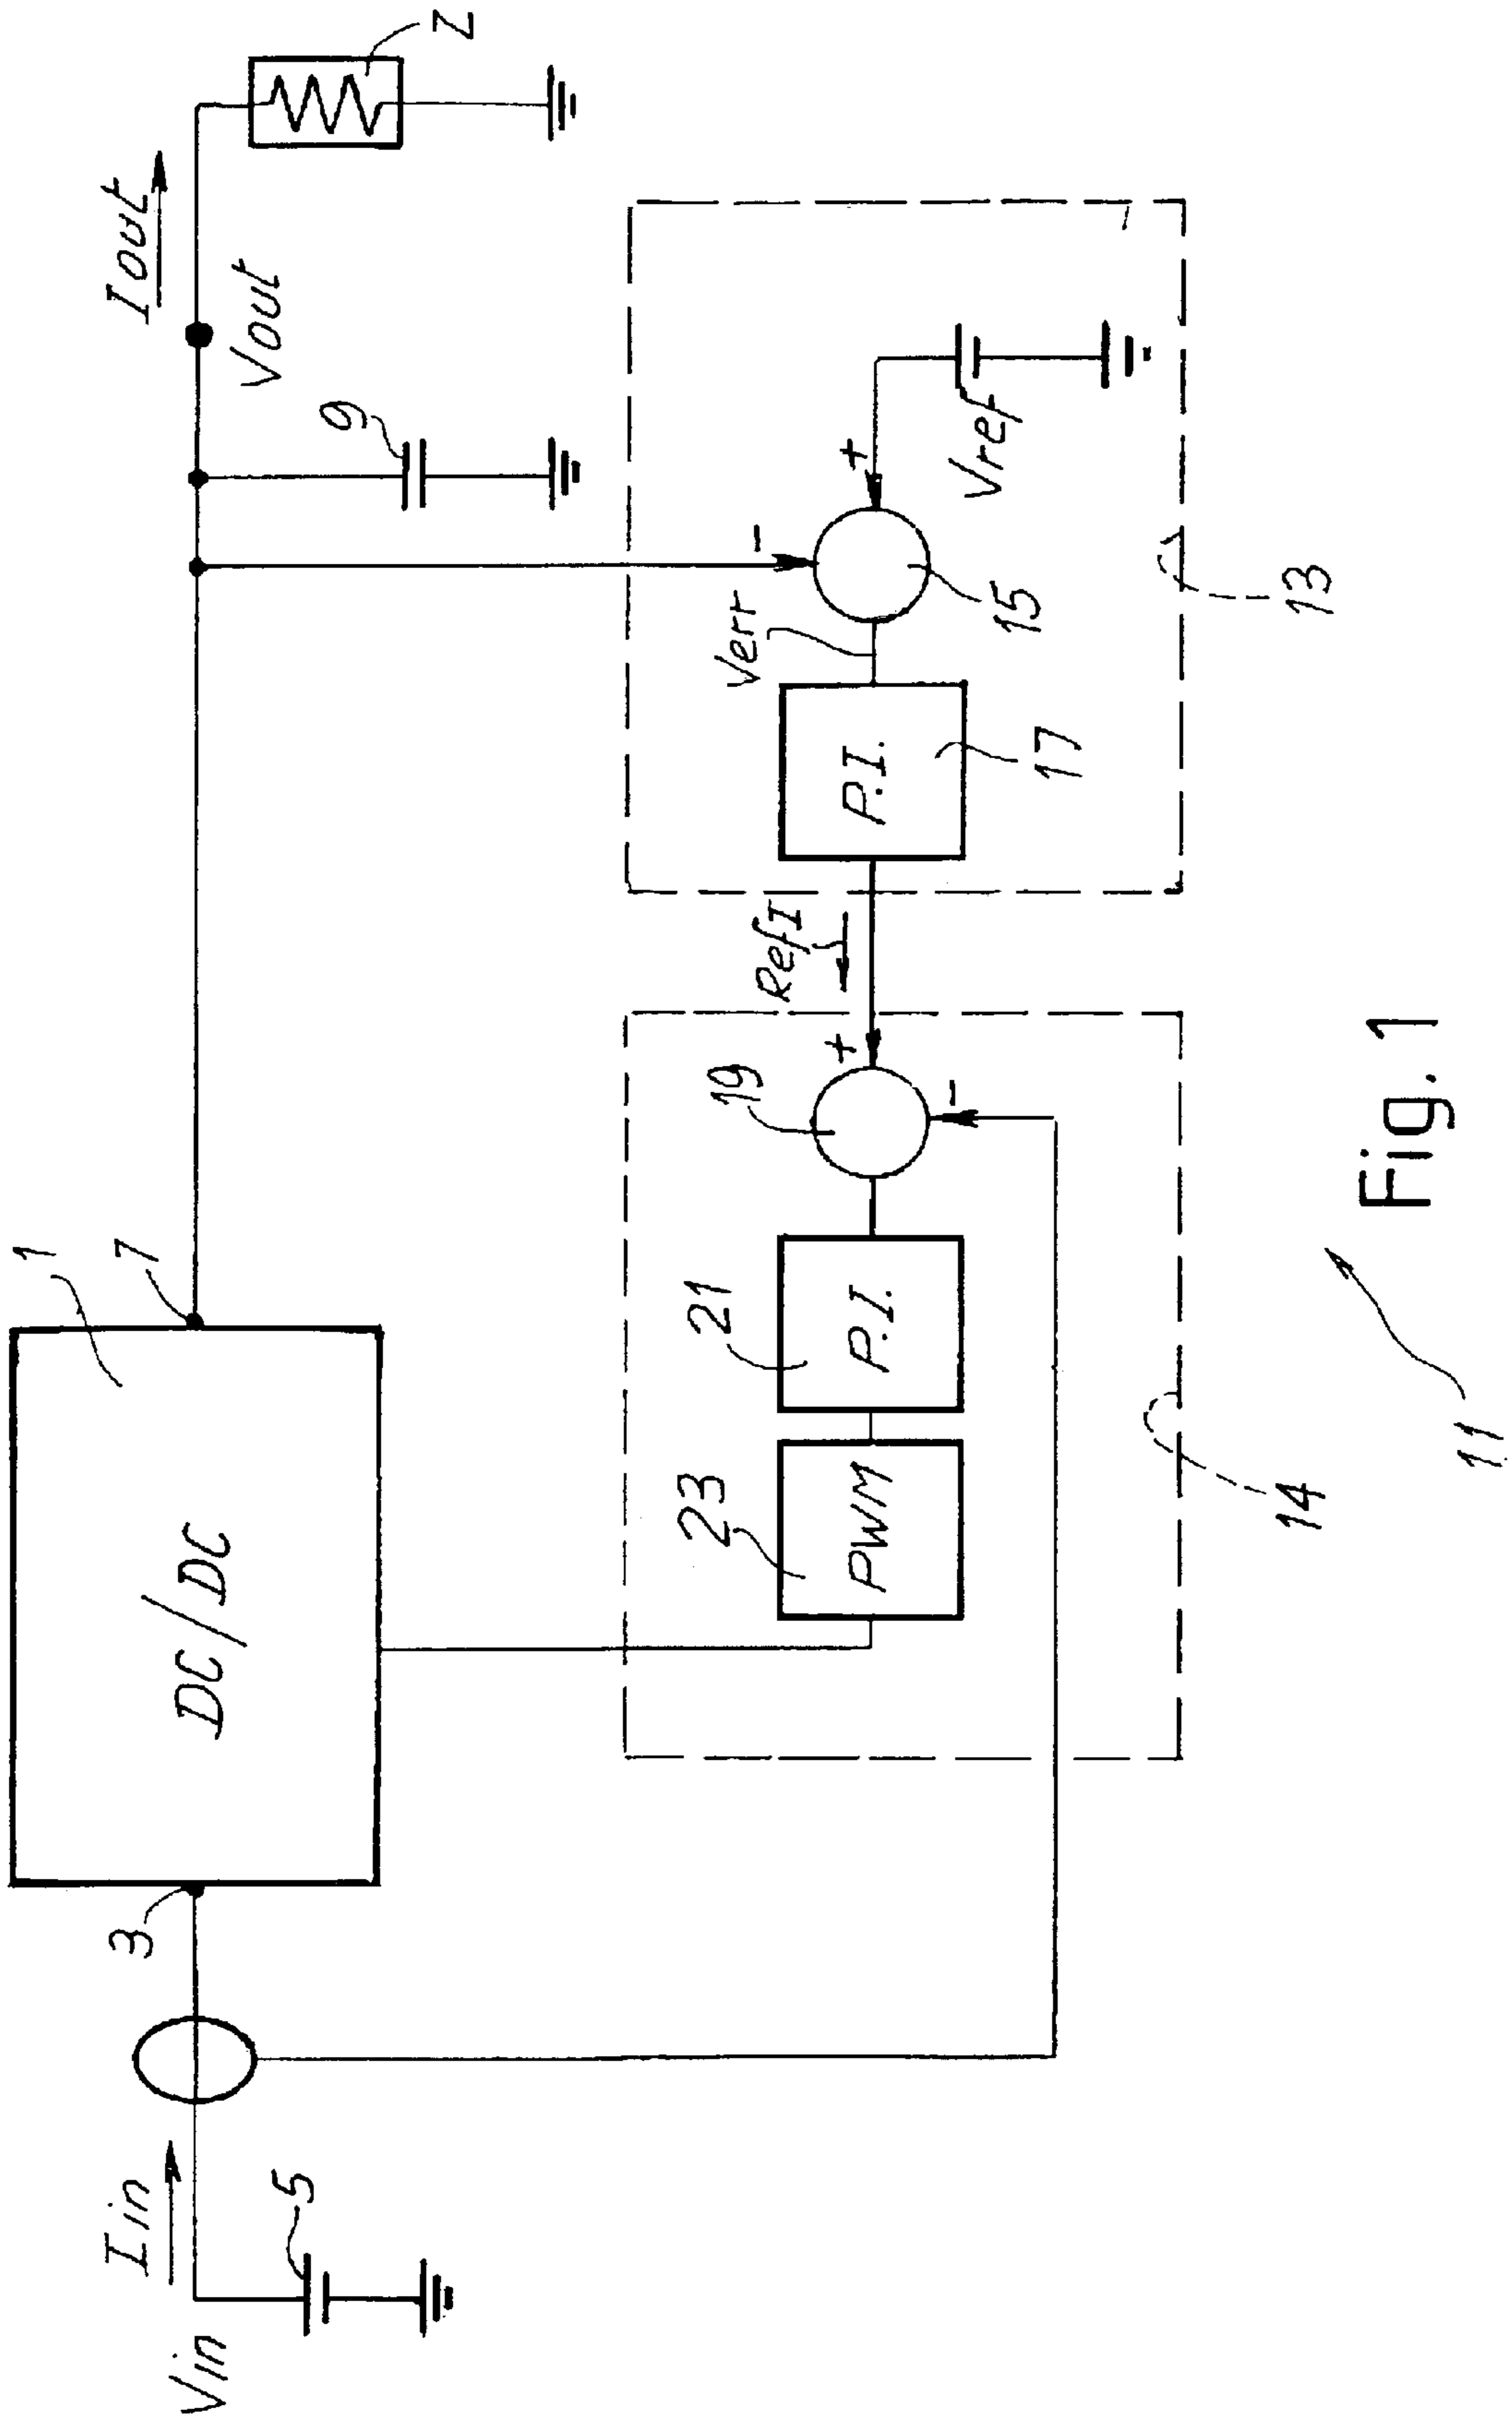 Iout
Z
Vout
9
1
7
DC/DC
3
Iin
Vin
5
Vref
+
-
15
Verr
P.I.
17
13
RefI
+
-
19
21
P.I.
23
PWM
14
11
Fig. 1